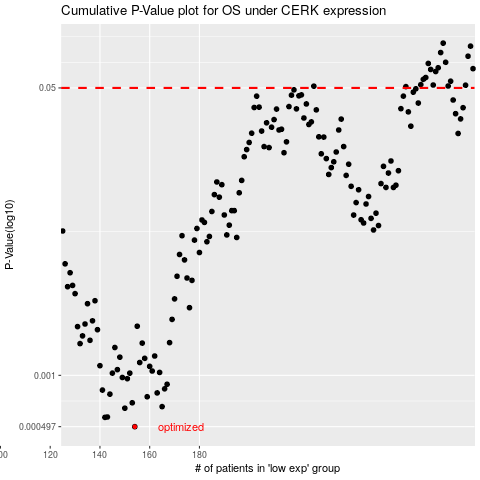 Cumulative P-Value plot for OS under CERK expression
P-Value(log10)
0.05
0.001
0.000497
optimized
00 120 140 160 180
# of patients in 'low exp' group